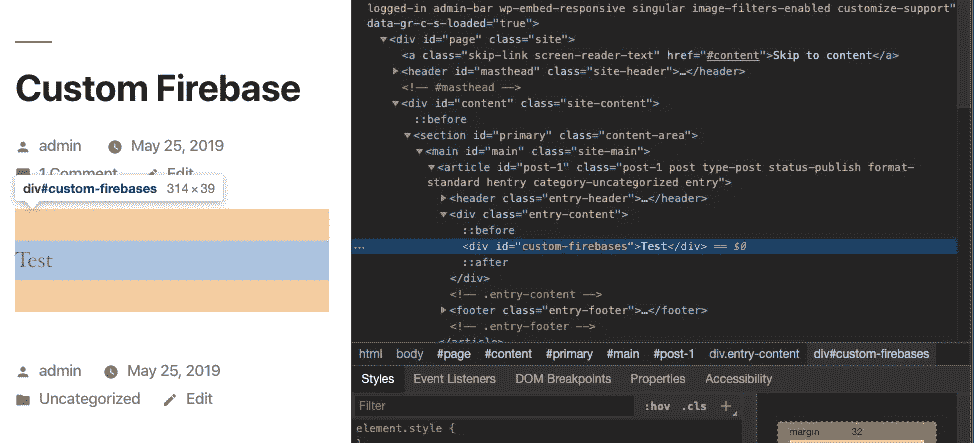 Custom Firebase
admin May 25, 2019
1 Comment Edit
div#custom-firebases 314 × 39
Test
admin May 25, 2019
Uncategorized Edit
logged-in admin-bar wp-embed-responsive singular image-filters-enabled customize-support"
data-gr-c-s-loaded="true">
▼<div id="page" class="site">
<a class="skip-link screen-reader-text" href="#content">Skip to content</a>
▶<header id="masthead" class="site-header">…</header>
<!-- #masthead -->
▼<div id="content" class="site-content">
::before
▼<section id="primary" class="content-area">
▼<main id="main" class="site-main">
▼<article id="post-1" class="post-1 post type-post status-publish format-
standard hentry category-uncategorized entry">
▶<header class="entry-header">…</header>
▼<div class="entry-content">
::before
… <div id="custom-firebases">Test</div> == $0
::after
</div>
<!-- .entry-content -->
▶<footer class="entry-footer">…</footer>
<!-- .entry-footer -->
</article>
html body #page #content #primary #main #post-1 div.entry-content div#custom-firebases
Styles Event Listeners DOM Breakpoints Properties Accessibility
Filter :hov .cls +
element.style {
margin 32